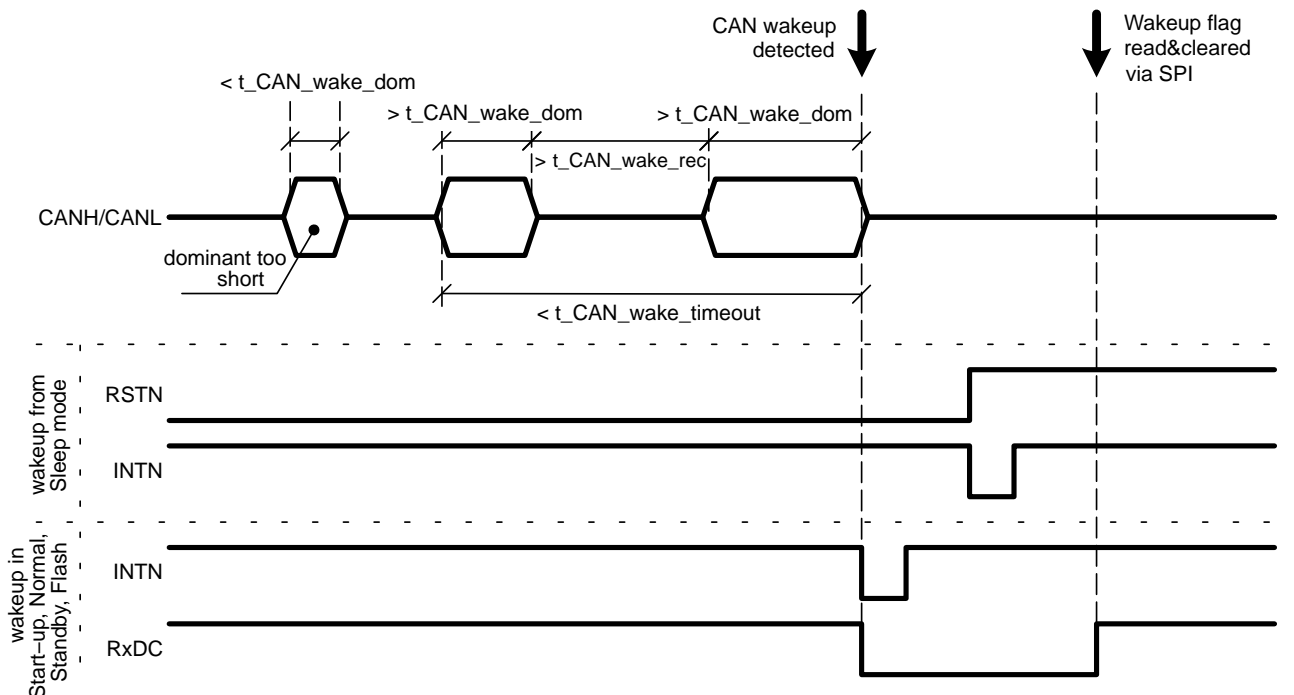 CAN wakeup
detected
Wakeup flag
read&cleared
via SPI
< t_CAN_wake_dom
> t_CAN_wake_dom
> t_CAN_wake_dom
> t_CAN_wake_rec
CANH/CANL
dominant too
short
< t_CAN_wake_timeout
wakeup from
Sleep mode
RSTN
INTN
wakeup in
Start–up, Normal,
Standby, Flash
INTN
RxDC